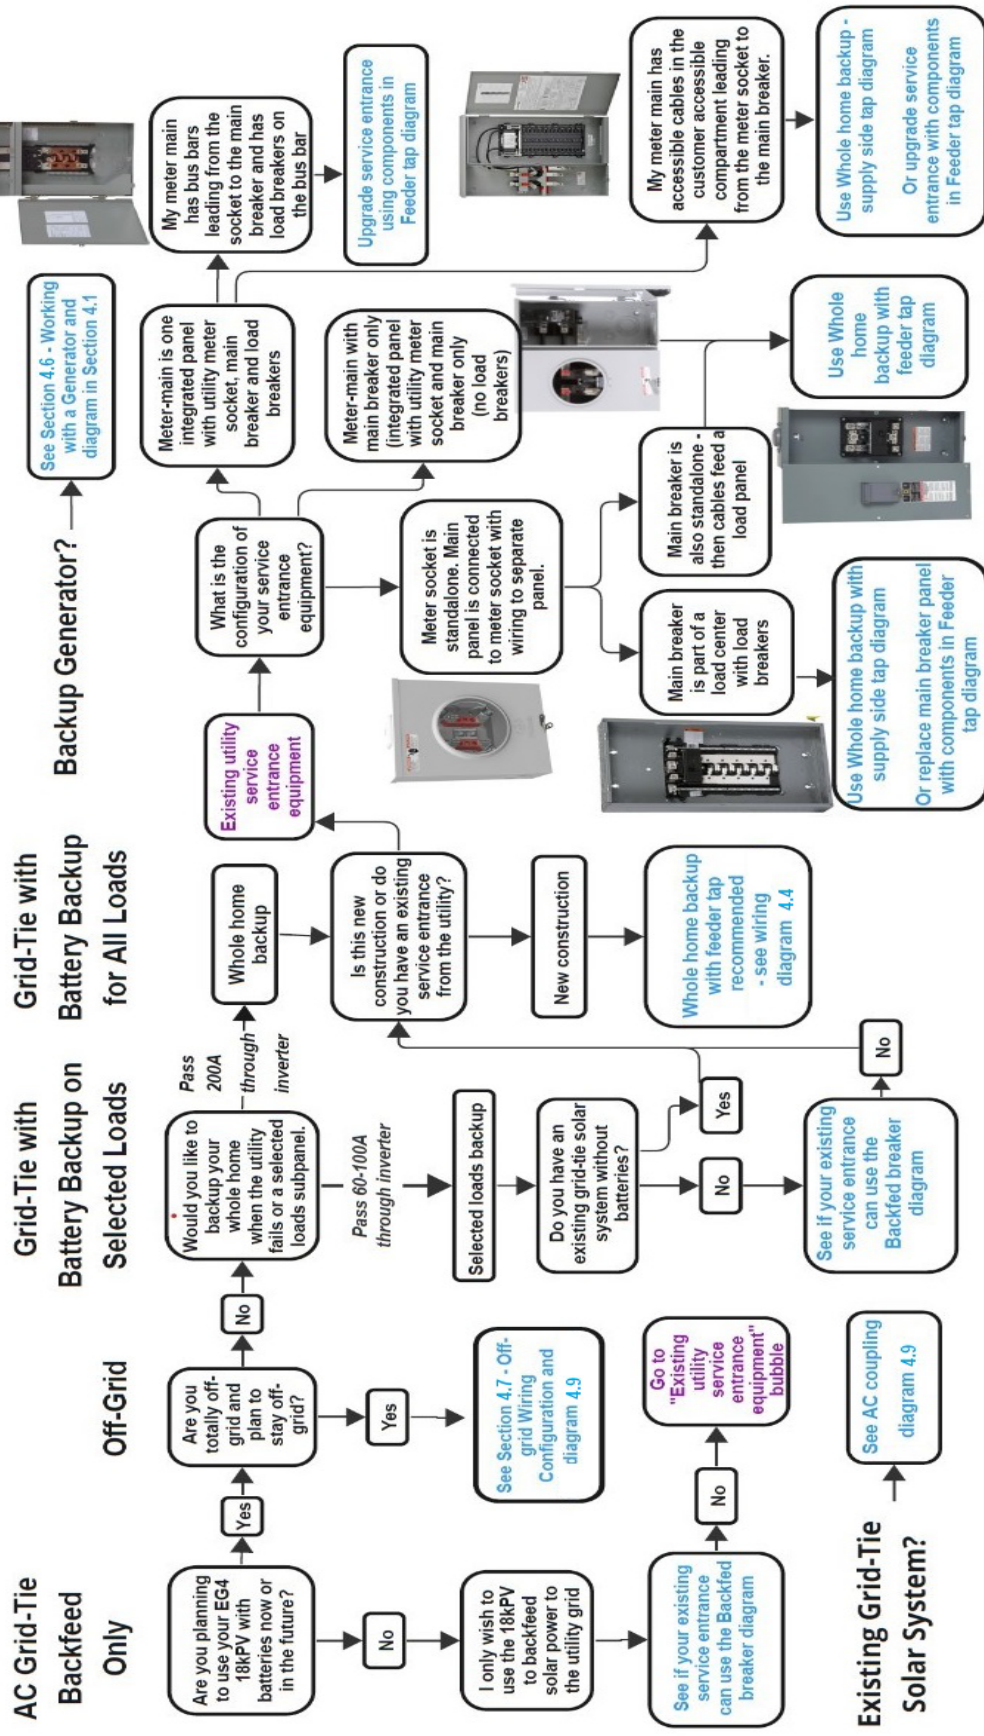 AC Grid-Tie
Backfeed
Only
Off-Grid
Grid-Tie with
Battery Backup on
Selected Loads
Grid-Tie with
Battery Backup
for All Loads
Backup Generator?
See Section 4.6 - Working
with a Generator and
diagram in Section 4.1
Are you planning
to use your EG4
18kPV with
batteries now or
in the future?
Yes
Are you
totally off-
grid and
plan to
stay off-
grid?
No
Would you like to
backup your
whole home
when the utility
fails or a selected
loads subpanel.
Pass
200A
through
inverter
Whole home
backup
Existing utility
service
entrance
equipment
What is the
configuration of
your service
entrance
equipment?
Meter-main is one
integrated panel
with utility meter
socket, main
breaker and load
breakers
My meter main
has bus bars
leading from the
socket to the main
breaker and has
load breakers on
the bus bar
Upgrade service entrance
using components in
Feeder tap diagram
No
I only wish to
use the 18kPV to
to backfeed
solar power to
the utility grid
See if your existing
service entrance
can use the Backfed
breaker diagram
No
Go to
"Existing
utility
service
entrance
equipment"
bubble
Yes
See Section 4.7 - Off-
grid Wiring
Configuration and
diagram 4.9
Pass 60-100A
through inverter
Selected loads backup
Do you have an
existing grid-tie solar
system without
batteries?
No
Yes
See if your existing
service entrance
can use the
Backfed breaker
diagram
No
Is this new
construction or do
you have an existing
service entrance
from the utility?
New construction
Whole home backup
with feeder tap
recommended
- see wiring
diagram 4.4
Meter socket is
standalone. Main
panel is connected
to meter socket with
wiring to separate
panel.
Main breaker
is part of a
load center
with load
breakers
Use Whole home backup with
supply side tap diagram
Or replace main breaker panel
with components in Feeder
tap diagram
Main breaker is
also standalone -
then cables feed a
load panel
Meter-main with
main breaker only
(integrated panel
with utility meter
socket and main
breaker only
(no load
breakers)
Use Whole
home
backup with
feeder tap
diagram
My meter main has
accessible cables in the
customer accessible
compartment leading
from the meter socket to
the main breaker.
Use Whole home backup -
supply side tap diagram
Or upgrade service
entrance with components
in Feeder tap diagram
Existing Grid-Tie
Solar System?
See AC coupling
diagram 4.9